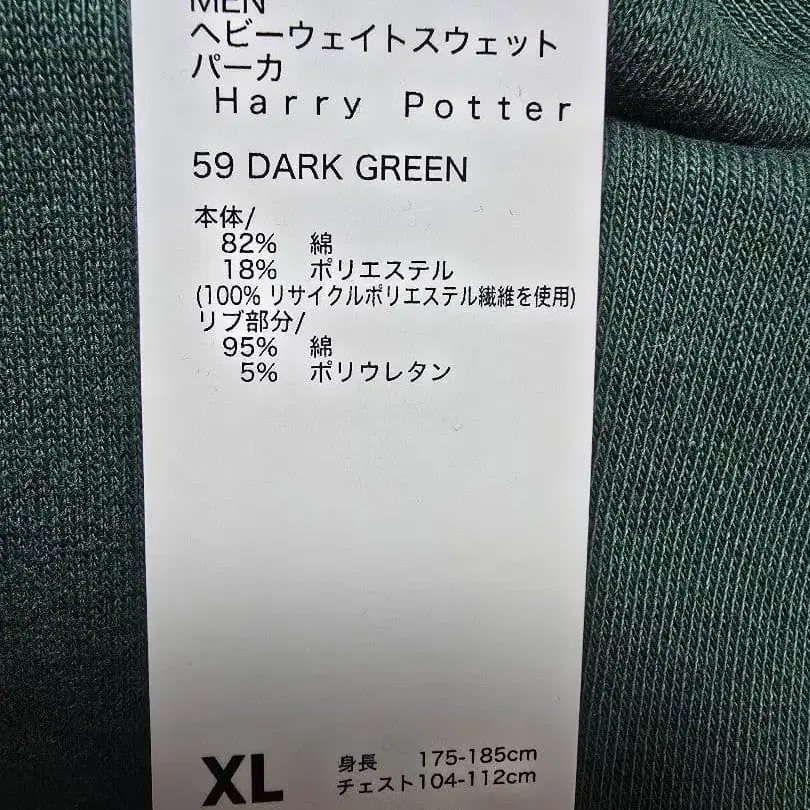 MEN
ヘビーウェイトスウェット
パーカ
Harry Potter
59 DARK GREEN
本体/
82% 綿
18% ポリエステル
(100% リサイクルポリエステル繊維を使用)
リブ部分/
95% 綿
5% ポリウレタン
XL 身長 175-185cm
チェスト104-112cm